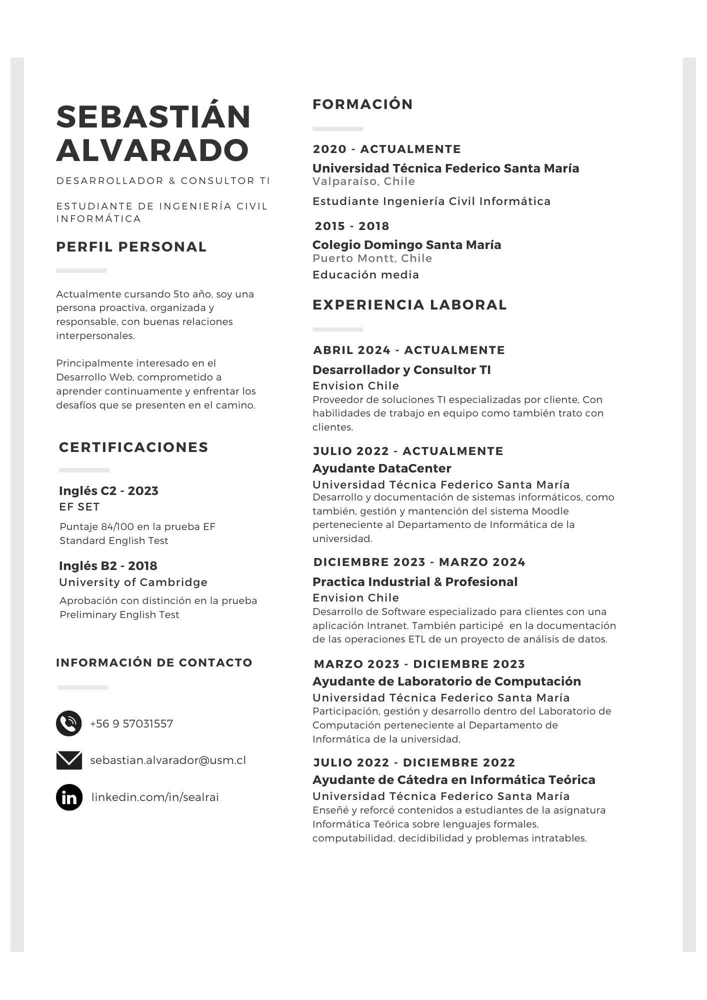 SEBASTIÁN
ALVARADO
DESARROLLADOR & CONSULTOR TI
ESTUDIANTE DE INGENIERÍA CIVIL
INFORMÁTICA
PERFIL PERSONAL
Actualmente cursando 5to año, soy una
persona proactiva, organizada y
responsable, con buenas relaciones
interpersonales.
Principalmente interesado en el
Desarrollo Web, comprometido a
aprender continuamente y enfrentar los
desafíos que se presenten en el camino.
CERTIFICACIONES
Inglés C2 - 2023
EF SET
Puntaje 84/100 en la prueba EF
Standard English Test
Inglés B2 - 2018
University of Cambridge
Aprobación con distinción en la prueba
Preliminary English Test
INFORMACIÓN DE CONTACTO
+56 9 57031557
sebastian.alvarador@usm.cl
in
linkedin.com/in/sealrai
FORMACIÓN
2020 - ACTUALMENTE
Universidad Técnica Federico Santa María
Valparaíso, Chile
Estudiante Ingeniería Civil Informática
2015 - 2018
Colegio Domingo Santa María
Puerto Montt, Chile
Educación media
EXPERIENCIA LABORAL
ABRIL 2024 - ACTUALMENTE
Desarrollador y Consultor TI
Envision Chile
Proveedor de soluciones TI especializadas por cliente, Con
habilidades de trabajo en equipo como también trato con
clientes.
JULIO 2022 - ACTUALMENTE
Ayudante DataCenter
Universidad Técnica Federico Santa María
Desarrollo y documentación de sistemas informáticos, como
también, gestión y mantención del sistema Moodle
perteneciente al Departamento de Informática de la
universidad.
DICIEMBRE 2023 - MARZO 2024
Practica Industrial & Profesional
Envision Chile
Desarrollo de Software especializado para clientes con una
aplicación Intranet. También participé  en la documentación
de las operaciones ETL de un proyecto de análisis de datos.
MARZO 2023 - DICIEMBRE 2023
Ayudante de Laboratorio de Computación
Universidad Técnica Federico Santa María
Participación, gestión y desarrollo dentro del Laboratorio de
Computación perteneciente al Departamento de
Informática de la universidad,
JULIO 2022 - DICIEMBRE 2022
Ayudante de Cátedra en Informática Teórica
Universidad Técnica Federico Santa María
Enseñé y reforcé contenidos a estudiantes de la asignatura
Informática Teórica sobre lenguajes formales,
computabilidad, decidibilidad y problemas intratables.